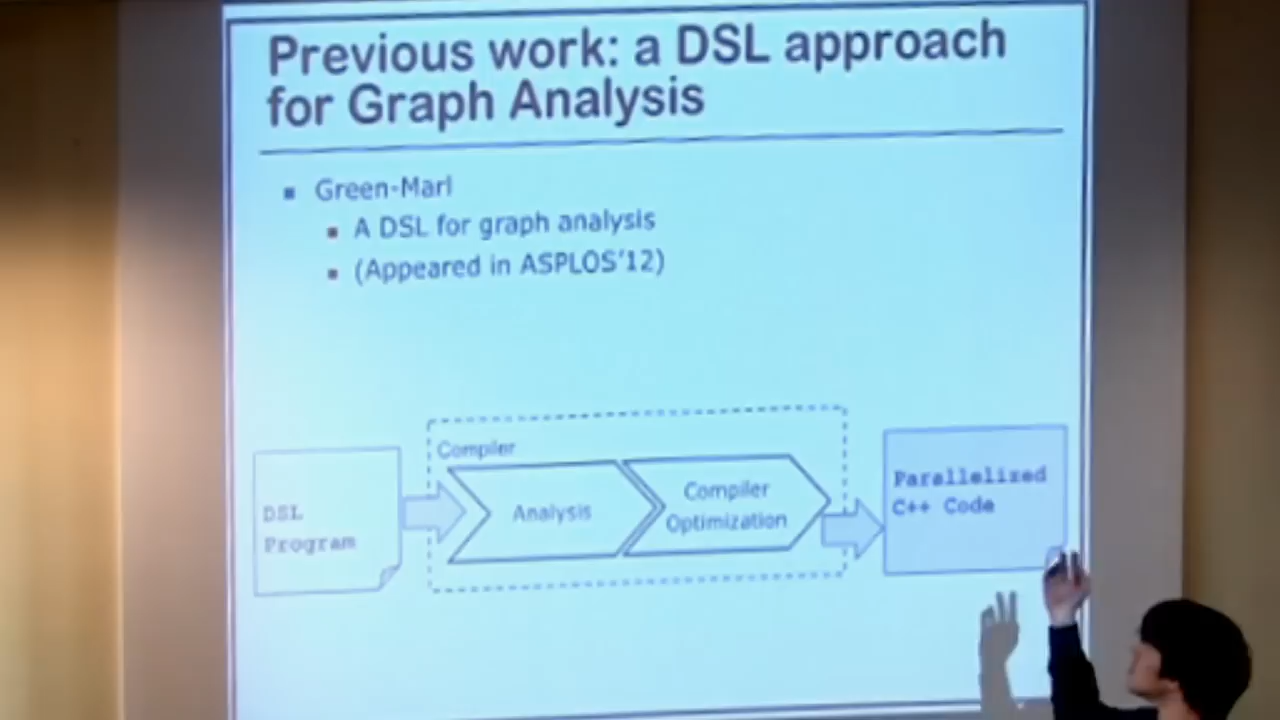 Previous work: a DSL approach
for Graph Analysis
Green-Marl
A DSL for graph analysis
(Appeared in ASPLOS'12)
Compiler
DSL
Program
Analysis
Compiler
Optimization
Parallelized
C++ Code